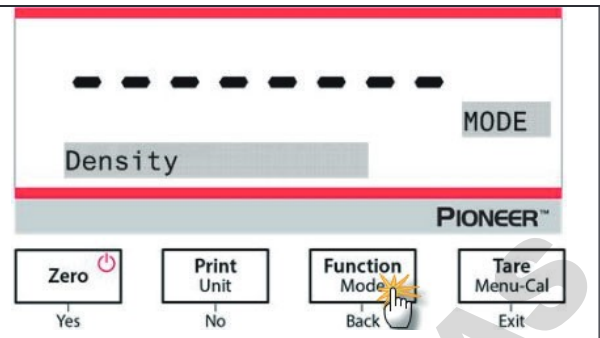 --------
MODE
Density
PIONEER™
Zero Print Function Tare
Unit Mode Menu-Cal
Yes No Back Exit